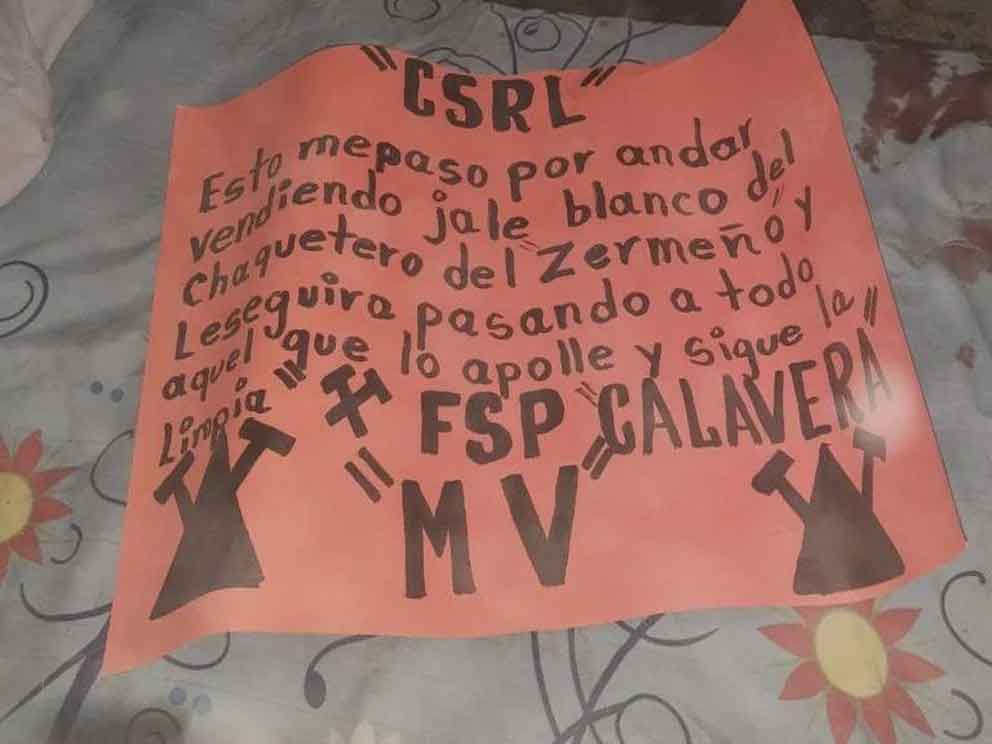 "CSRL"
Esto mepaso por andar
vendiendo jale blanco del
chaquetero del "Zermeño", y
Leseguira pasando a todo
aquel que lo apolle y sigue la
Limpia " FSP "CALAVERA"
"MV"